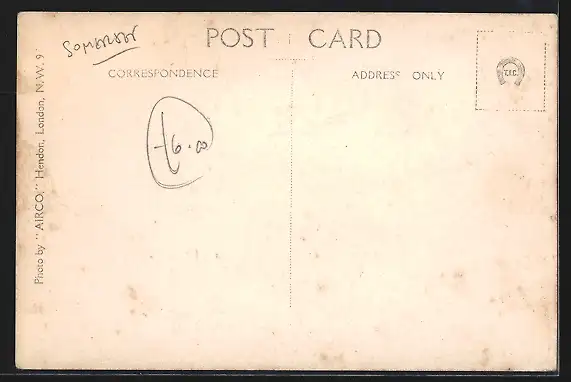 Somerset
POST CARD
CORRESPONDENCE
ADDRESS ONLY
Photo by "AIRCO," Hendon, London, N.W. 9
£6.00